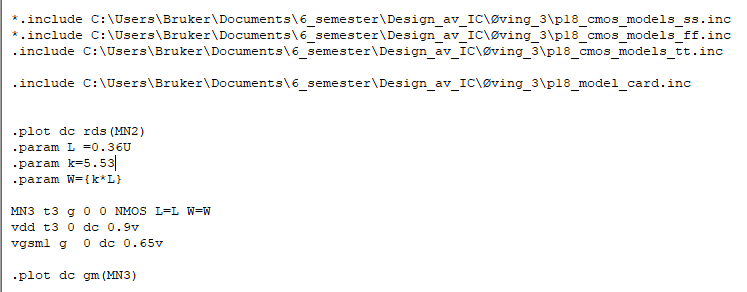 *.include C:\Users\Bruker\Documents\6_semester\Design_av_IC\Øving_3\p18_cmos_models_ss.inc
*.include C:\Users\Bruker\Documents\6_semester\Design_av_IC\Øving_3\p18_cmos_models_ff.inc
.include C:\Users\Bruker\Documents\6_semester\Design_av_IC\Øving_3\p18_cmos_models_tt.inc
.include C:\Users\Bruker\Documents\6_semester\Design_av_IC\Øving_3\p18_model_card.inc
.plot dc rds(MN2)
.param L =0.36U
.param k=5.53
.param W={k*L}
MN3 t3 g 0 0 NMOS L=L W=W
vdd t3 0 dc 0.9v
vgsm1 g  0 dc 0.65v
.plot dc gm(MN3)